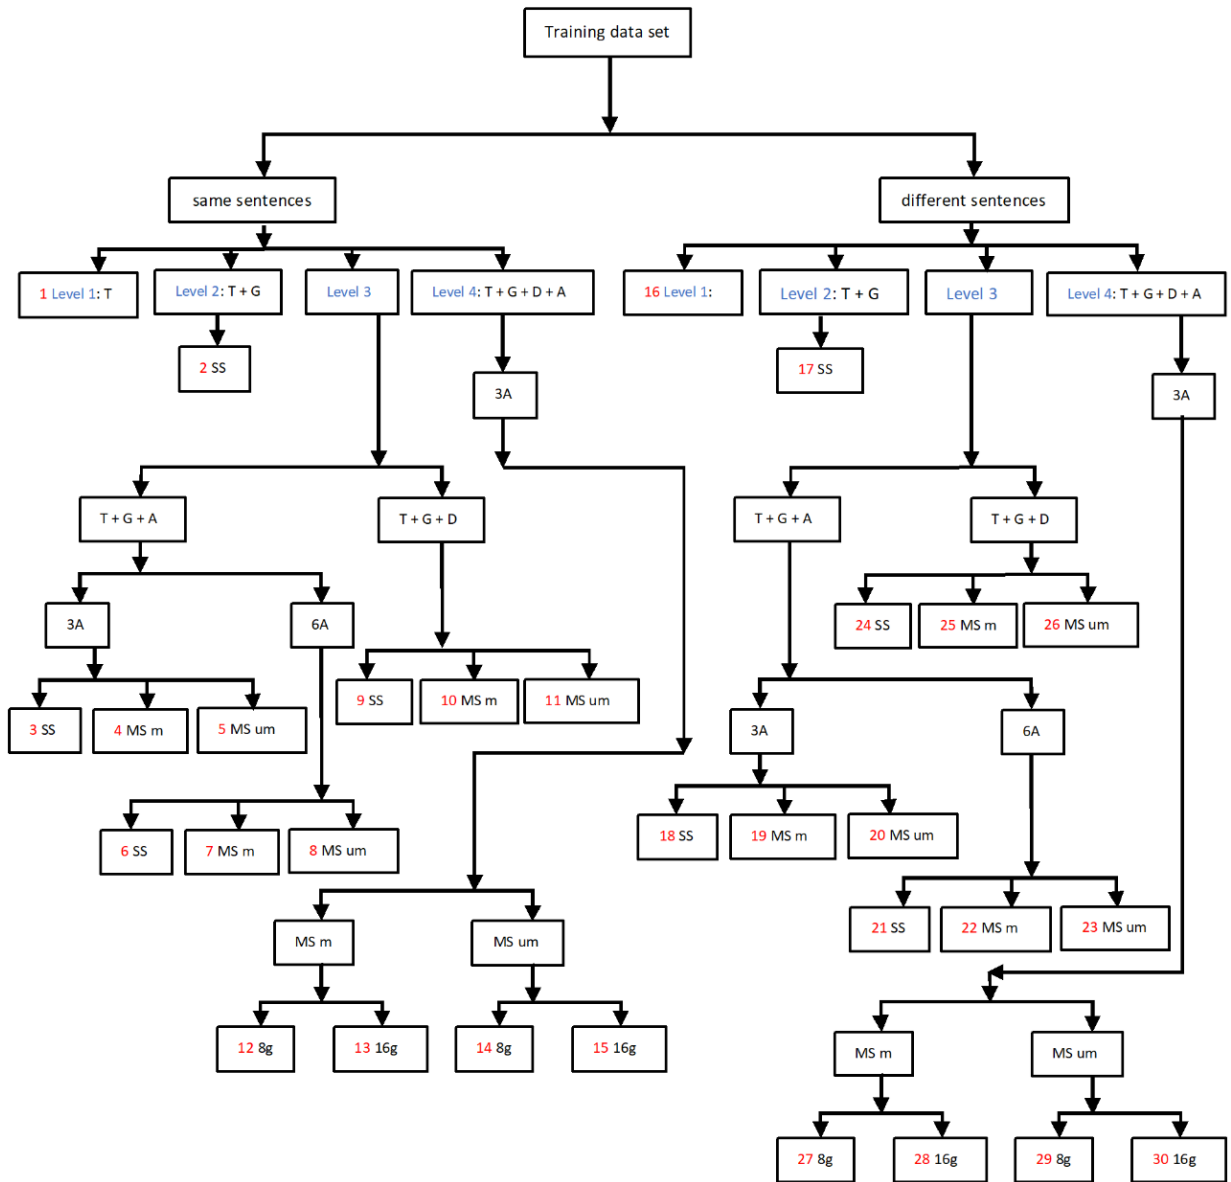 Training data set
same sentences
different sentences
1 Level 1: T
Level 2: T + G
Level 3
Level 4: T + G + D + A
16 Level 1:
Level 2: T + G
Level 3
Level 4: T + G + D + A
2 SS
17 SS
3A
3A
T + G + A
T + G + D
T + G + A
T + G + D
3A
6A
24 SS
25 MS m
26 MS um
9 SS
10 MS m
11 MS um
3 SS
4 MS m
5 MS um
3A
6A
6 SS
7 MS m
8 MS um
18 SS
19 MS m
20 MS um
MS m
MS um
21 SS
22 MS m
23 MS um
12 8g
13 16g
14 8g
15 16g
MS m
MS um
27 8g
28 16g
29 8g
30 16g